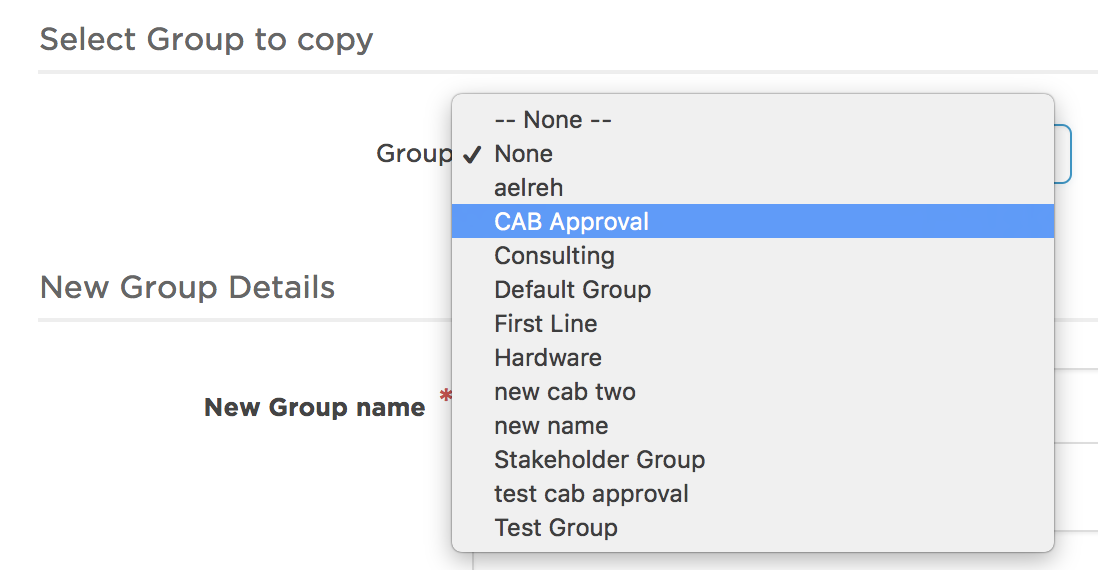 Select Group to copy
Group
-- None --
✓ None
aelreh
CAB Approval
Consulting
Default Group
First Line
Hardware
new cab two
new name
Stakeholder Group
test cab approval
Test Group
New Group Details
New Group name *